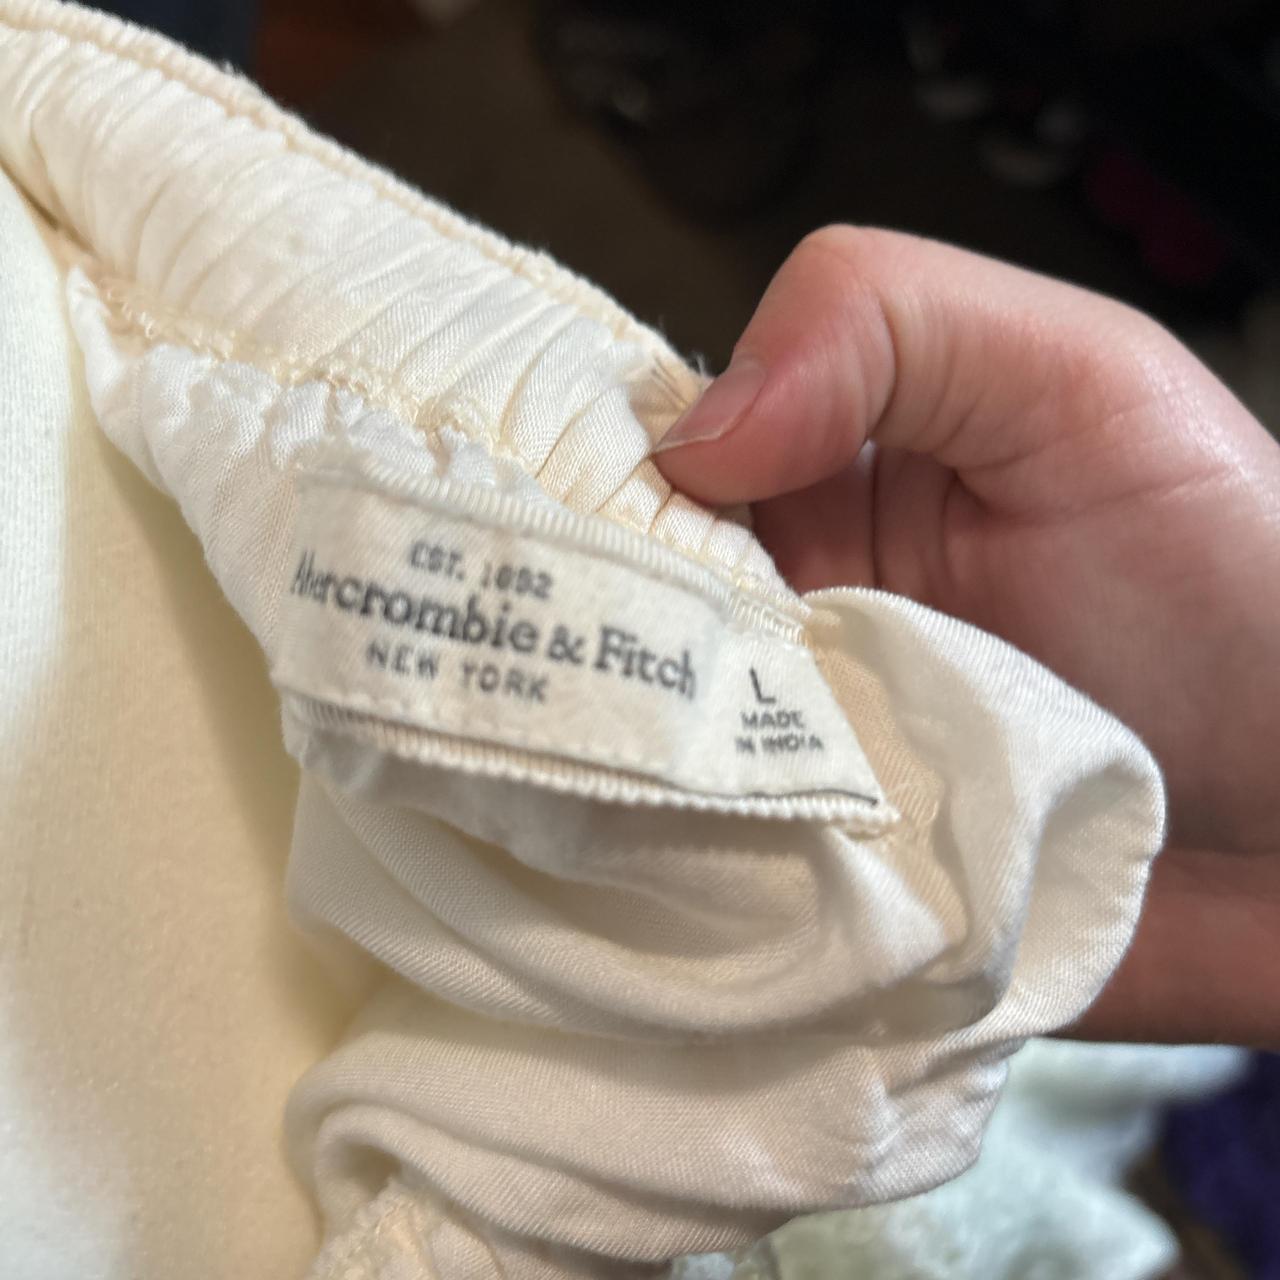 EST. 1892
Abercrombie & Fitch
NEW YORK
L
MADE
IN INDIA